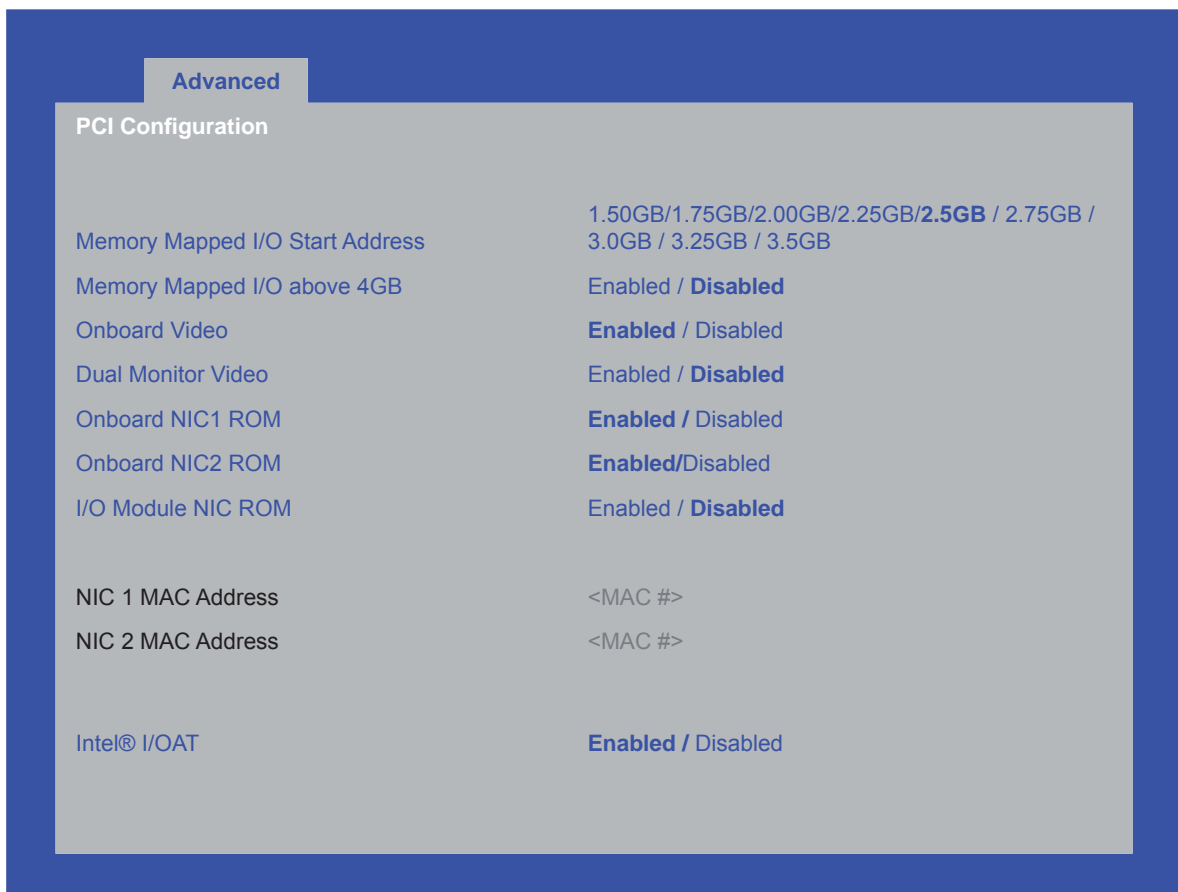 Advanced
PCI Configuration
Memory Mapped I/O Start Address
1.50GB/1.75GB/2.00GB/2.25GB/2.5GB / 2.75GB /
3.0GB / 3.25GB / 3.5GB
Memory Mapped I/O above 4GB Enabled / Disabled
Onboard Video Enabled / Disabled
Dual Monitor Video Enabled / Disabled
Onboard NIC1 ROM Enabled / Disabled
Onboard NIC2 ROM Enabled/Disabled
I/O Module NIC ROM Enabled / Disabled
NIC 1 MAC Address <MAC #>
NIC 2 MAC Address <MAC #>
Intel® I/OAT Enabled / Disabled